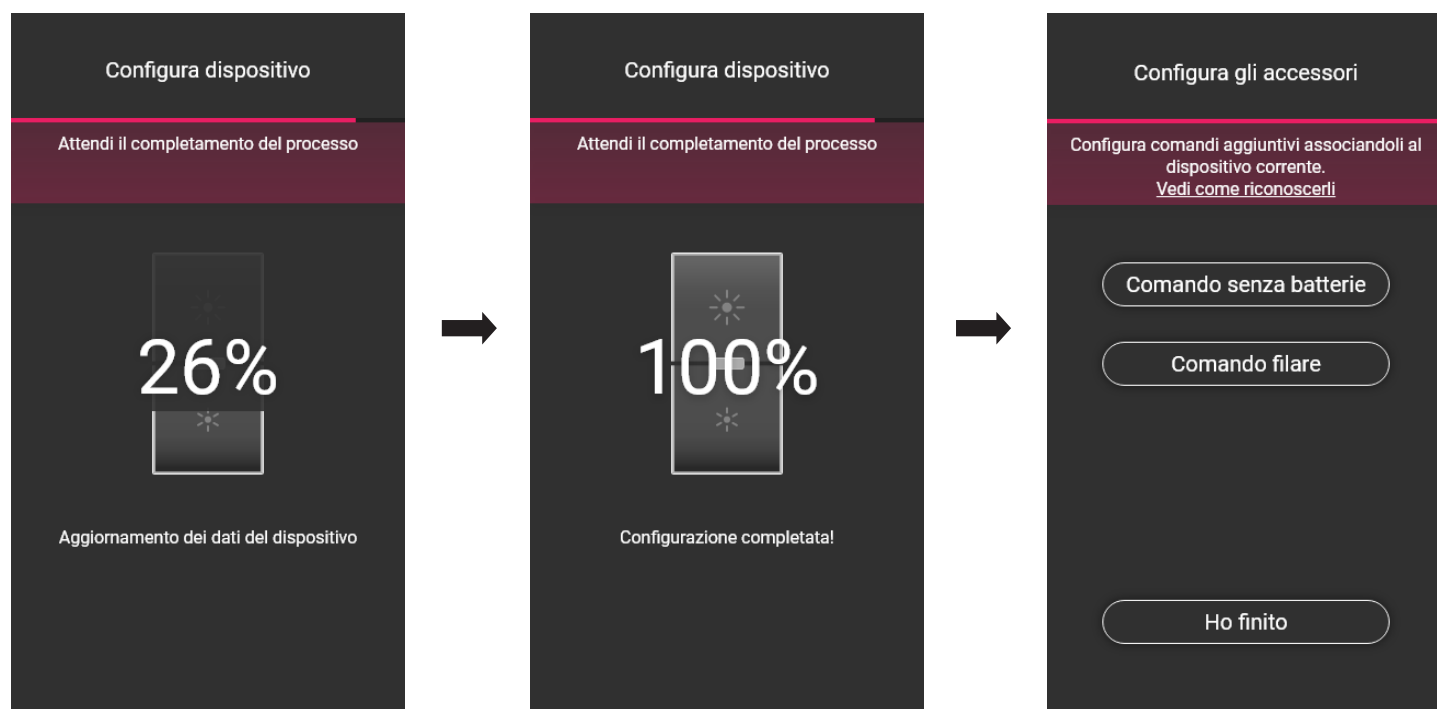 Configura dispositivo
Attendi il completamento del processo
26%
Aggiornamento dei dati del dispositivo
Configura dispositivo
Attendi il completamento del processo
100%
Configurazione completata!
Configura gli accessori
Configura comandi aggiuntivi associandoli al
dispositivo corrente.
Vedi come riconoscerli
Comando senza batterie
Comando filare
Ho finito